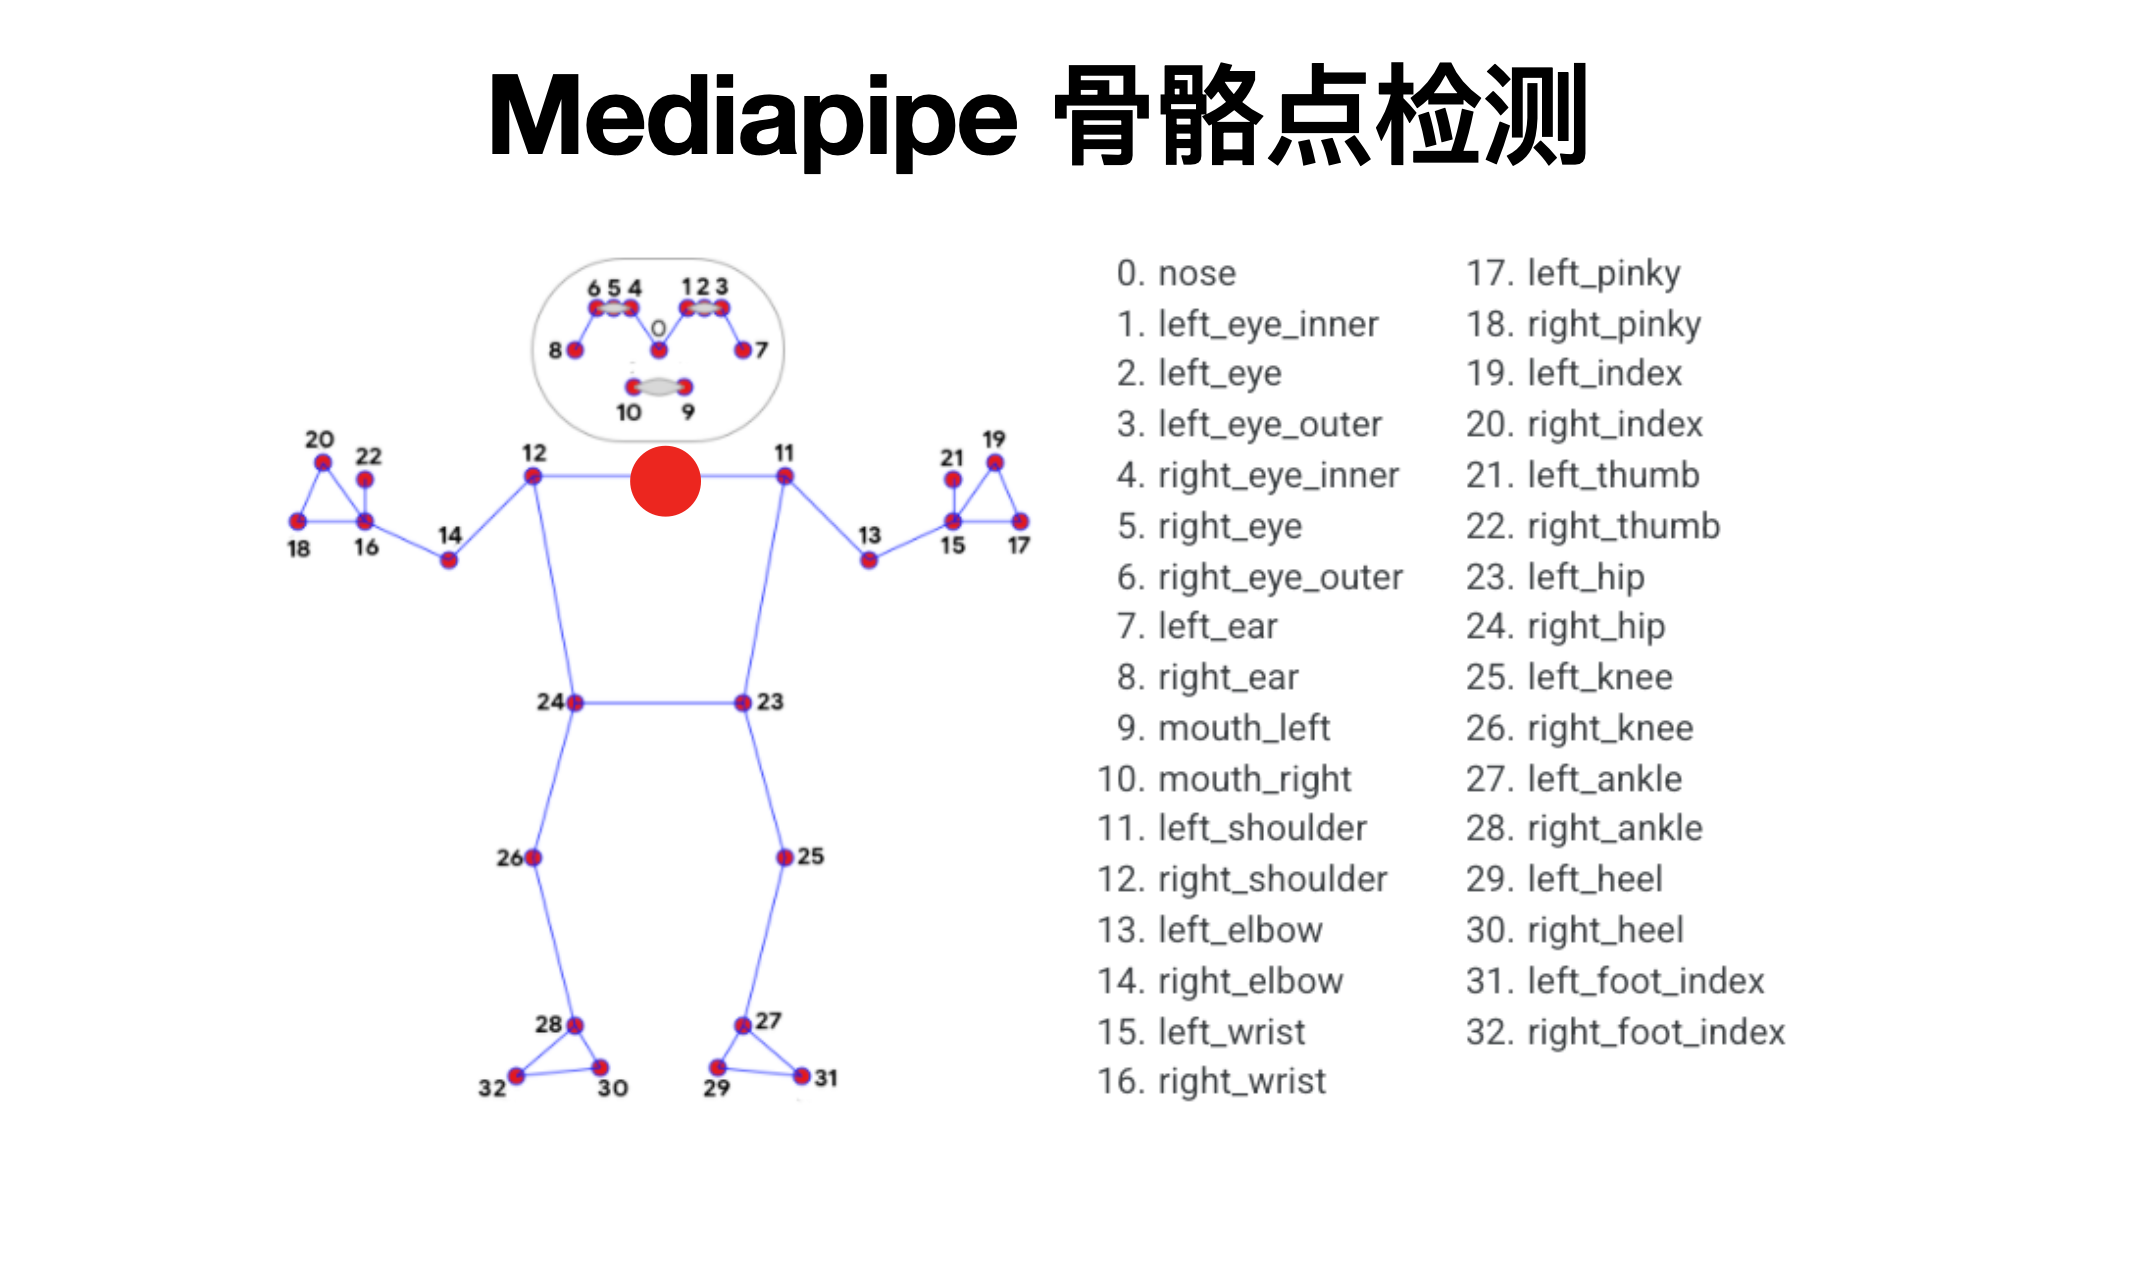 Mediapipe 骨骼点检测
6 5 4 1 2 3
0
8 7
10 9
20 22 12 11 21 19
18 16 14 13 15 17
24 23
26 25
28 27
32 30 29 31
0. nose
1. left_eye_inner
2. left_eye
3. left_eye_outer
4. right_eye_inner
5. right_eye
6. right_eye_outer
7. left_ear
8. right_ear
9. mouth_left
10. mouth_right
11. left_shoulder
12. right_shoulder
13. left_elbow
14. right_elbow
15. left_wrist
16. right_wrist
17. left_pinky
18. right_pinky
19. left_index
20. right_index
21. left_thumb
22. right_thumb
23. left_hip
24. right_hip
25. left_knee
26. right_knee
27. left_ankle
28. right_ankle
29. left_heel
30. right_heel
31. left_foot_index
32. right_foot_index